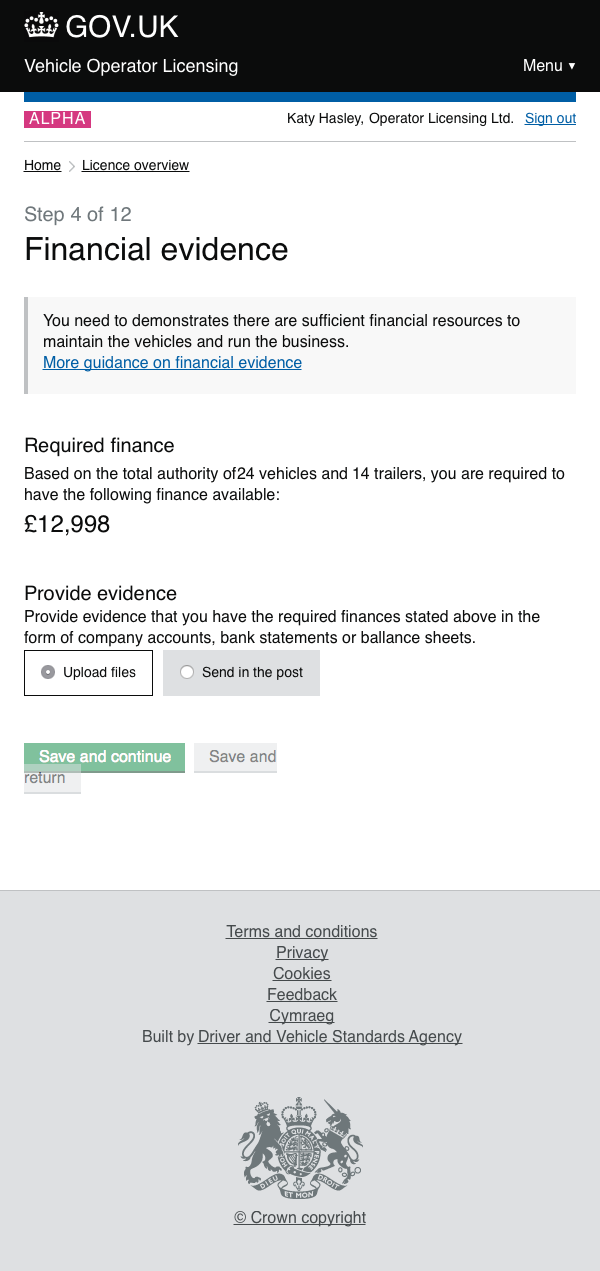 GOV.UK
Vehicle Operator Licensing
Menu ▼
ALPHA
Katy Hasley, Operator Licensing Ltd. Sign out
Home > Licence overview
Step 4 of 12
Financial evidence
You need to demonstrates there are sufficient financial resources to
maintain the vehicles and run the business.
More guidance on financial evidence
Required finance
Based on the total authority of24 vehicles and 14 trailers, you are required to
have the following finance available:
£12,998
Provide evidence
Provide evidence that you have the required finances stated above in the
form of company accounts, bank statements or ballance sheets.
Upload files
Send in the post
Save and continue
Save and
return
Terms and conditions
Privacy
Cookies
Feedback
Cymraeg
Built by Driver and Vehicle Standards Agency
DIEU ET MON DROIT
© Crown copyright